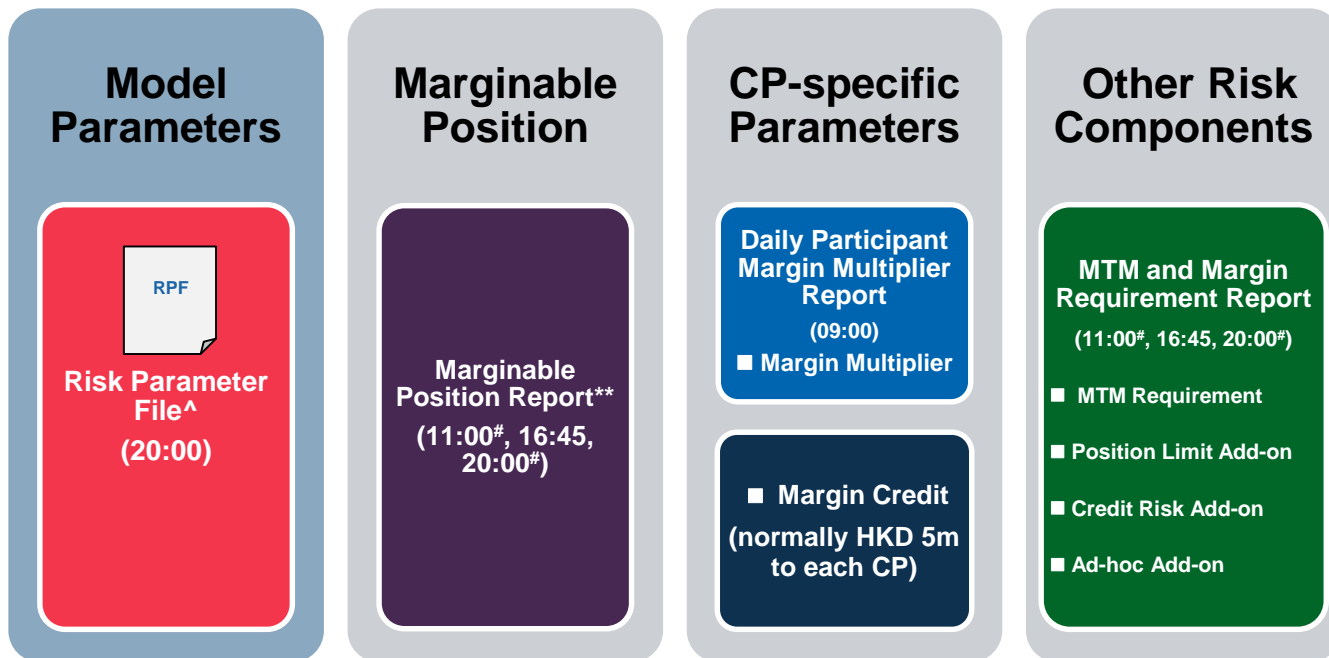 Model
Parameters
RPF
Risk Parameter
File^
(20:00)
Marginable
Position
Marginable
Position Report**
(11:00#, 16:45,
20:00#)
CP-specific
Parameters
Daily Participant
Margin Multiplier
Report
(09:00)
■ Margin Multiplier
■ Margin Credit
(normally HKD 5m
to each CP)
Other Risk
Components
MTM and Margin
Requirement Report
(11:00#, 16:45, 20:00#)
■ MTM Requirement
■ Position Limit Add-on
■ Credit Risk Add-on
■ Ad-hoc Add-on